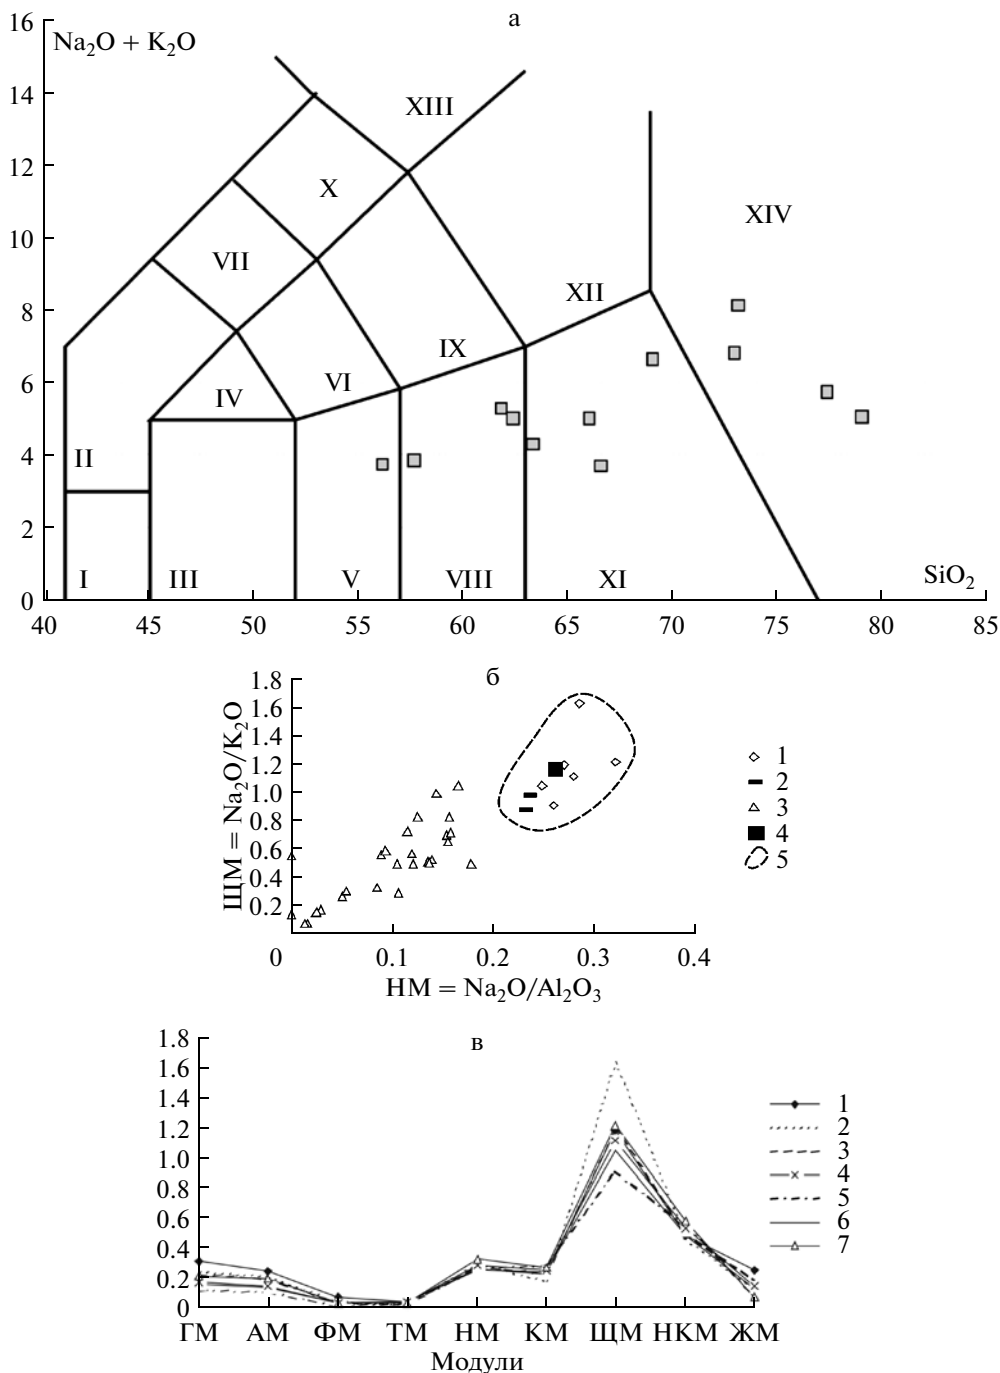 а
16
Na₂O + K₂O
14
XIII
12
X
XIV
10
VII
8
XII
IX
6
VI
IV
4
II
2
I III V VIII XI SiO₂
0
40 45 50 55 60 65 70 75 80 85
б
1.8
1.6
1.4
1.2
1.0
0.8
0.6
0.4
0.2
ЩМ = Na₂O/K₂O
1
2
3
4
5
0 0.1 0.2 0.3 0.4
НМ = Na₂O/Al₂O₃
в
1.8
1.6
1.4
1.2
1.0
0.8
0.6
0.4
0.2
0
1
2
3
4
5
6
7
ГМ АМ ФМ ТМ НМ КМ ЩМ НКМ ЖМ
Модули